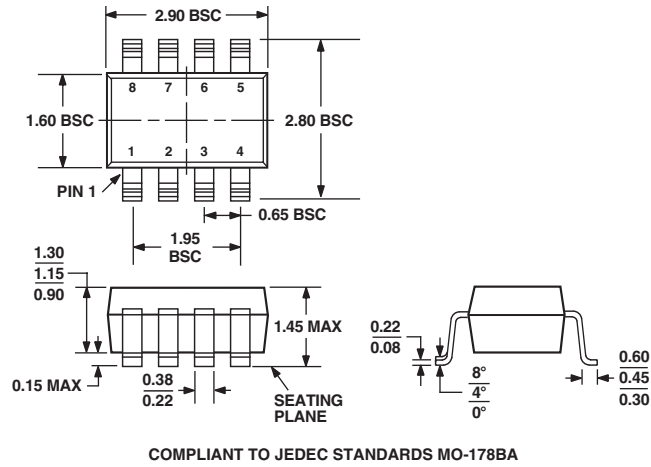 2.90 BSC
8 7 6 5
1.60 BSC
2.80 BSC
1 2 3 4
PIN 1
0.65 BSC
1.95
BSC
1.30
1.15
0.90
1.45 MAX
0.15 MAX
0.38
0.22
SEATING
PLANE
0.22
0.08
8°
4°
0°
0.60
0.45
0.30
COMPLIANT TO JEDEC STANDARDS MO-178BA